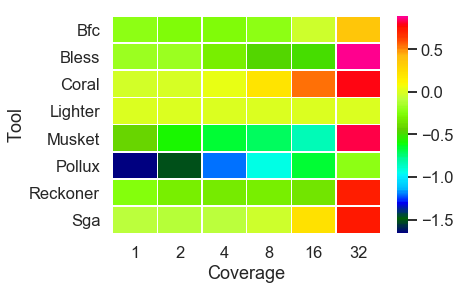 Tool
Bfc
Bless
Coral
Lighter
Musket
Pollux
Reckoner
Sga
1 2 4 8 16 32
Coverage
0.5
0.0
−0.5
−1.0
−1.5